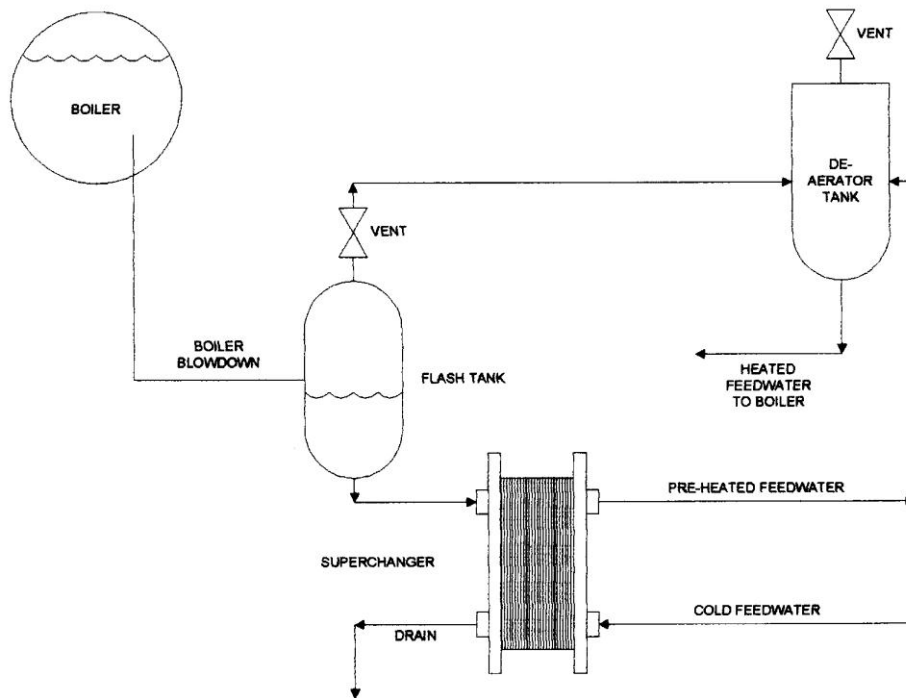 VENT
BOILER
DE-
AERATOR
TANK
VENT
BOILER
BLOWDOWN
FLASH TANK
HEATED
FEEDWATER
TO BOILER
PRE-HEATED FEEDWATER
SUPERCHANGER
COLD FEEDWATER
DRAIN